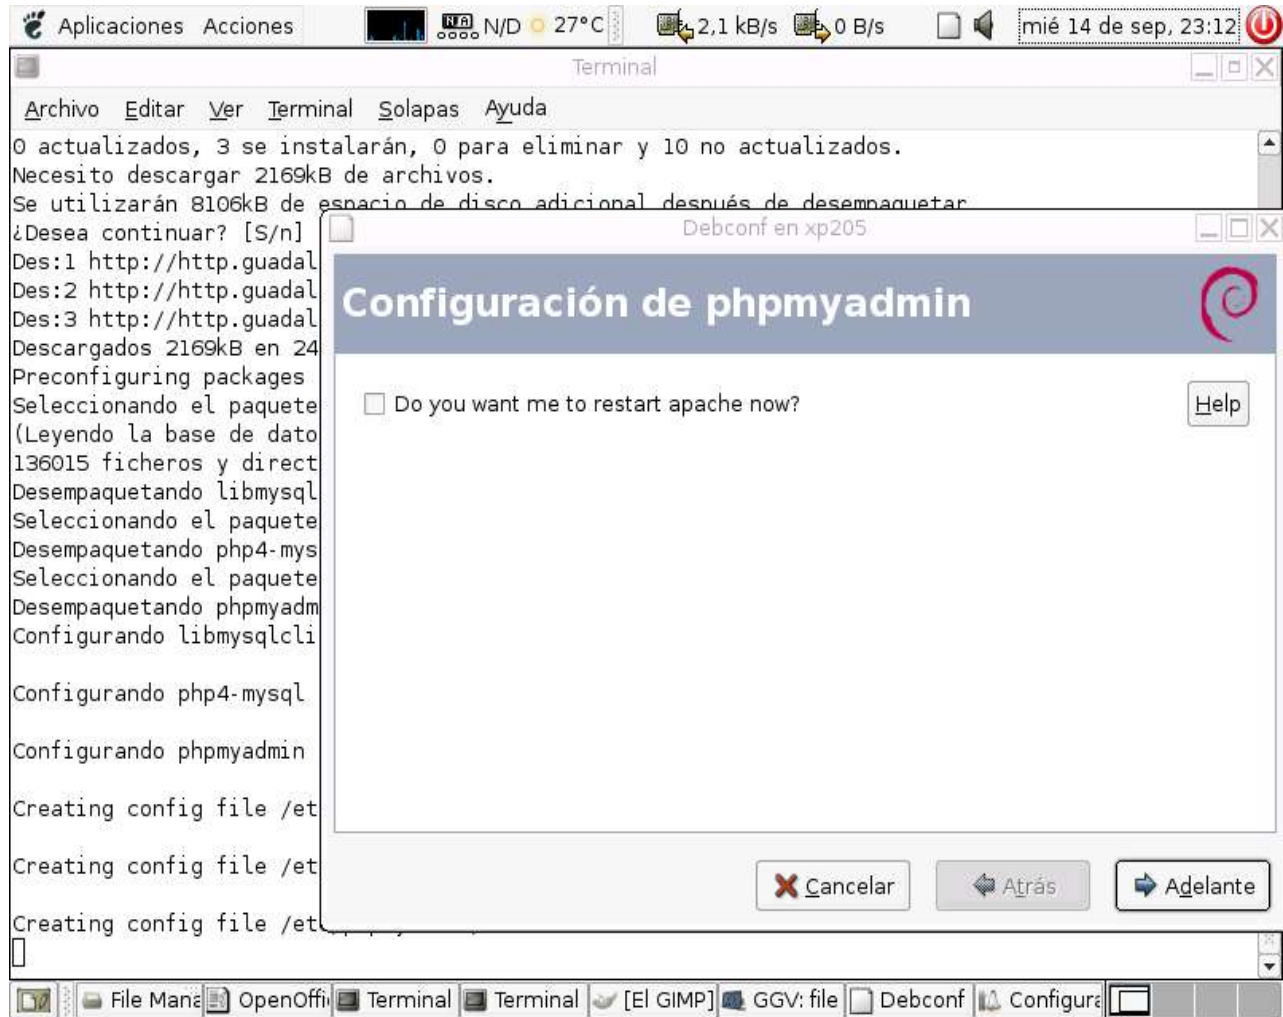 Aplicaciones Acciones N/D 27°C 2,1 kB/s 0 B/s mié 14 de sep, 23:12
Terminal
Archivo Editar Ver Terminal Solapas Ayuda
0 actualizados, 3 se instalarán, 0 para eliminar y 10 no actualizados.
Necesito descargar 2169kB de archivos.
Se utilizarán 8106kB de espacio de disco adicional después de desempaquetar
¿Desea continuar? [S/n]
Des:1 http://http.guadal
Des:2 http://http.guadal
Des:3 http://http.guadal
Descargados 2169kB en 24
Preconfiguring packages
Seleccionando el paquete
(Leyendo la base de dato
136015 ficheros y direct
Desempaquetando libmysql
Seleccionando el paquete
Desempaquetando php4-mys
Seleccionando el paquete
Desempaquetando phpmyadm
Configurando libmysqlcli
Configurando php4-mysql
Configurando phpmyadmin
Creating config file /et
Creating config file /et
Creating config file /etc
Debconf en xp205
Configuración de phpmyadmin
Do you want me to restart apache now?
Help
Cancelar Atrás Adelante
File Mana OpenOffi Terminal Terminal [El GIMP] GGV: file Debconf Configura